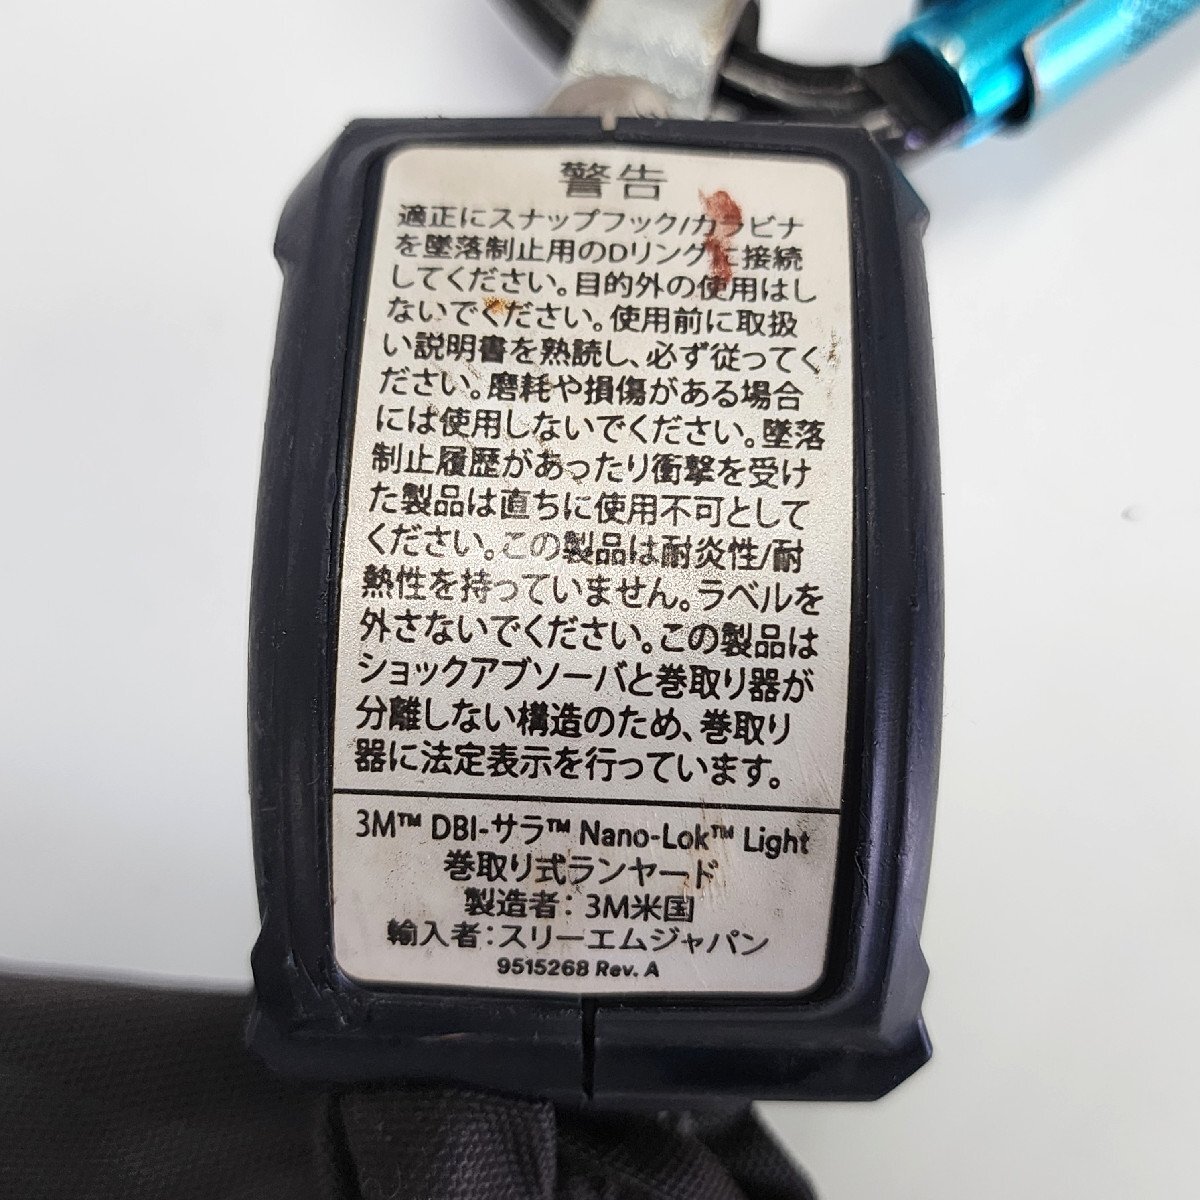 警告
適正にスナップフック/カラビナ
を墜落制止用のDリングに接続
してください。目的外の使用はし
ないでください。使用前に取扱
い説明書を熟読し、必ず従ってく
ださい。磨耗や損傷がある場合
には使用しないでください。墜落
制止履歴があったり衝撃を受け
た製品は直ちに使用不可として
ください。この製品は耐炎性/耐
熱性を持っていません。ラベルを
外さないでください。この製品は
ショックアブソーバと巻取り器が
分離しない構造のため、巻取り
器に法定表示を行っています。
3M™ DBI-サラ™ Nano-Lok™ Light
巻取り式ランヤード
製造者：3M米国
輸入者：スリーエムジャパン
9515268 Rev. A